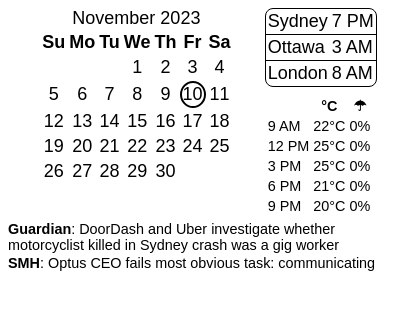 November 2023
Su Mo Tu We Th Fr Sa
1 2 3 4
5 6 7 8 9 10 11
12 13 14 15 16 17 18
19 20 21 22 23 24 25
26 27 28 29 30
Sydney 7 PM
Ottawa 3 AM
London 8 AM
°C ☂
9 AM 22°C 0%
12 PM 25°C 0%
3 PM 25°C 0%
6 PM 21°C 0%
9 PM 20°C 0%
Guardian: DoorDash and Uber investigate whether
motorcyclist killed in Sydney crash was a gig worker
SMH: Optus CEO fails most obvious task: communicating